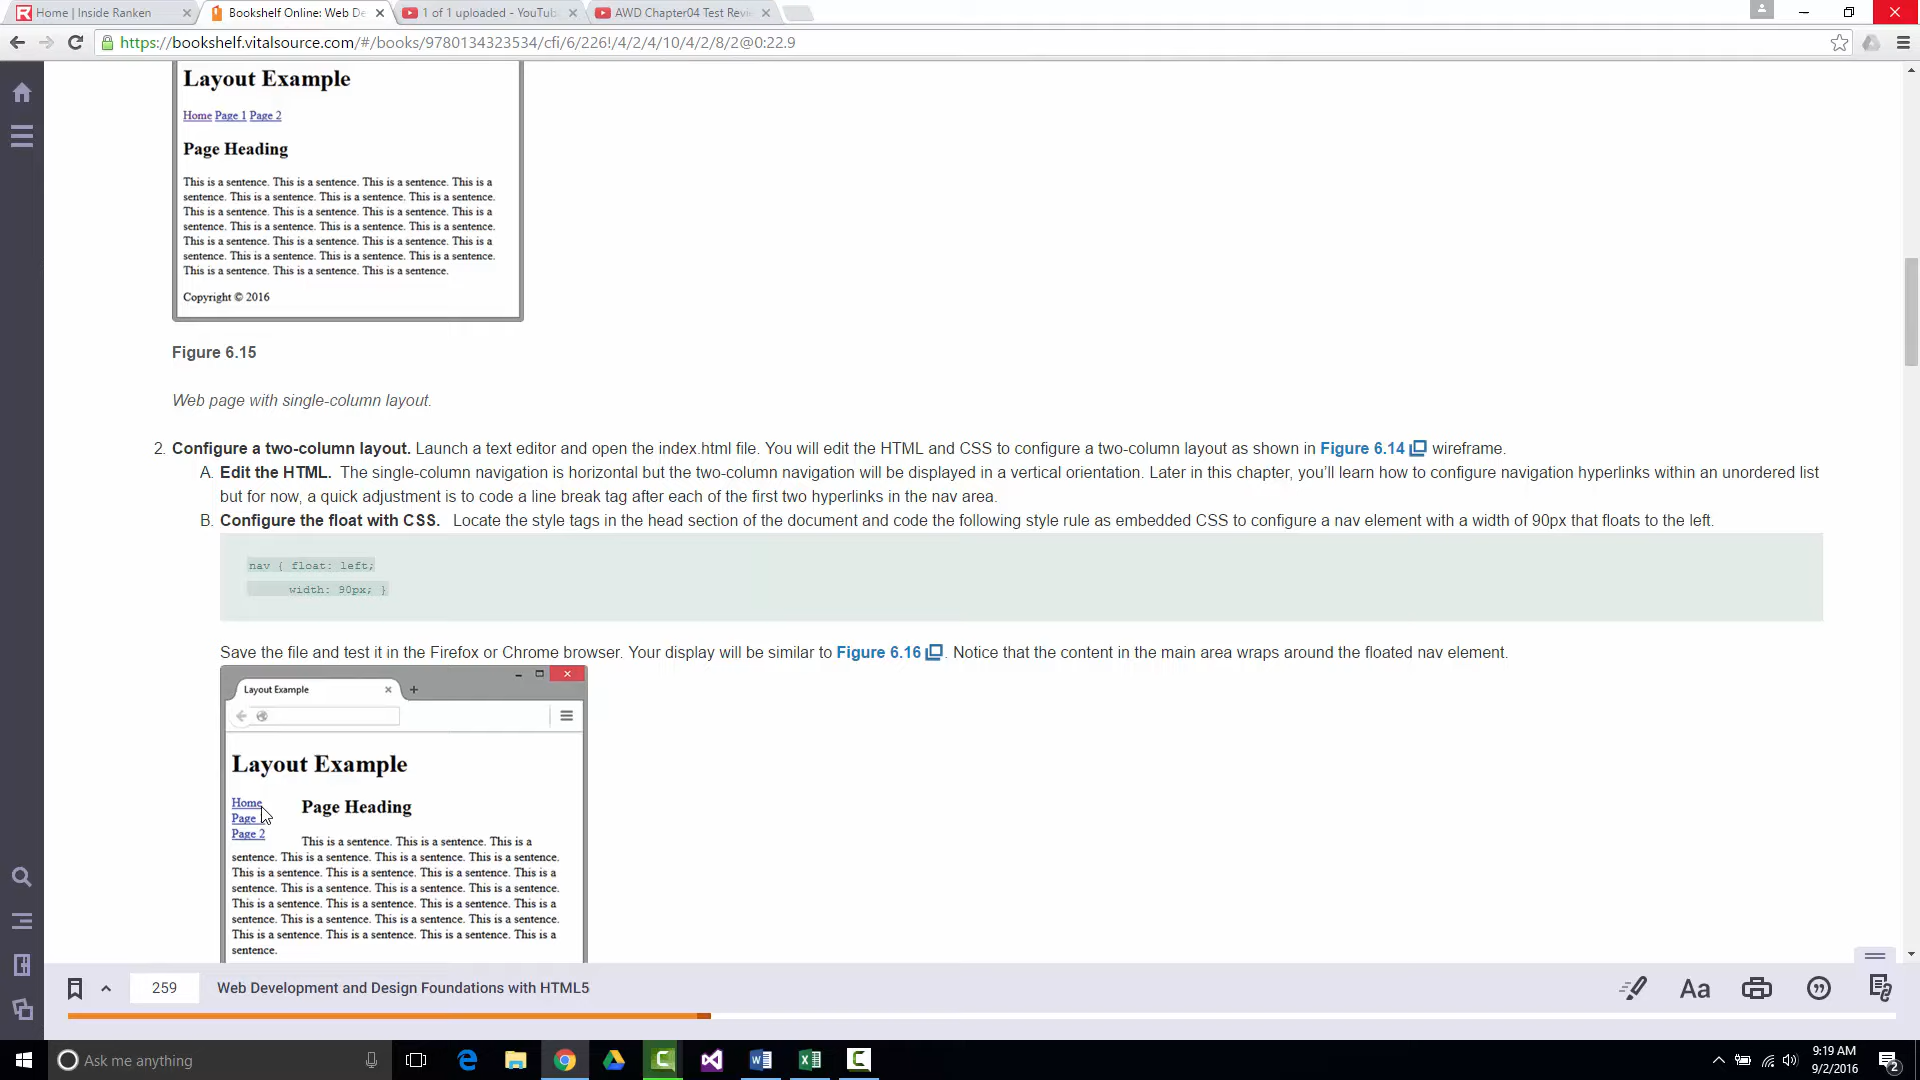 Home | Inside Ranken
Bookshelf Online: Web De
1 of 1 uploaded - YouTub
AWD Chapter04 Test Revi
https://bookshelf.vitalsource.com/#/books/9780134323534/cfi/6/226!/4/2/4/10/4/2/8/2@0:22.9
Layout Example
Home Page 1 Page 2
Page Heading
This is a sentence. This is a sentence. This is a sentence. This is a
sentence. This is a sentence. This is a sentence. This is a sentence.
This is a sentence. This is a sentence. This is a sentence. This is a
sentence. This is a sentence. This is a sentence. This is a sentence.
This is a sentence. This is a sentence. This is a sentence. This is a
sentence. This is a sentence. This is a sentence. This is a sentence.
This is a sentence. This is a sentence. This is a sentence.
Copyright © 2016
Figure 6.15
Web page with single-column layout.
2. Configure a two-column layout. Launch a text editor and open the index.html file. You will edit the HTML and CSS to configure a two-column layout as shown in Figure 6.14 wireframe.
A. Edit the HTML. The single-column navigation is horizontal but the two-column navigation will be displayed in a vertical orientation. Later in this chapter, you'll learn how to configure navigation hyperlinks within an unordered list
but for now, a quick adjustment is to code a line break tag after each of the first two hyperlinks in the nav area.
B. Configure the float with CSS. Locate the style tags in the head section of the document and code the following style rule as embedded CSS to configure a nav element with a width of 90px that floats to the left.
nav { float: left;
width: 90px; }
Save the file and test it in the Firefox or Chrome browser. Your display will be similar to Figure 6.16. Notice that the content in the main area wraps around the floated nav element.
Layout Example
Layout Example
Home
Page
Page 2
Page Heading
This is a sentence. This is a sentence. This is a
sentence. This is a sentence. This is a sentence. This is a sentence.
This is a sentence. This is a sentence. This is a sentence. This is a
sentence. This is a sentence. This is a sentence. This is a sentence.
This is a sentence. This is a sentence. This is a sentence. This is a
sentence. This is a sentence. This is a sentence. This is a sentence.
This is a sentence. This is a sentence. This is a sentence. This is a
sentence.
259
Web Development and Design Foundations with HTML5
Aa
Ask me anything
9:19 AM
9/2/2016
2